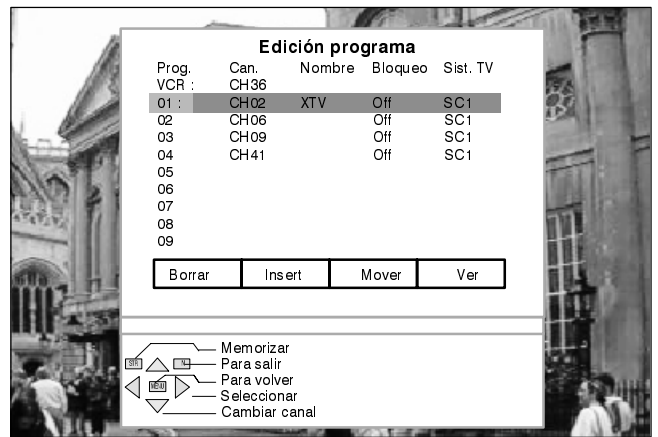 Edición programa
Prog. Can. Nombre Bloqueo Sist. TV
VCR : CH36
01 : CH02 XTV Off SC1
02 CH06 Off SC1
03 CH09 Off SC1
04 CH41 Off SC1
05
06
07
08
09
Borrar Insert Mover Ver
Memorizar
STR N Para salir
MENU Para volver
Seleccionar
Cambiar canal